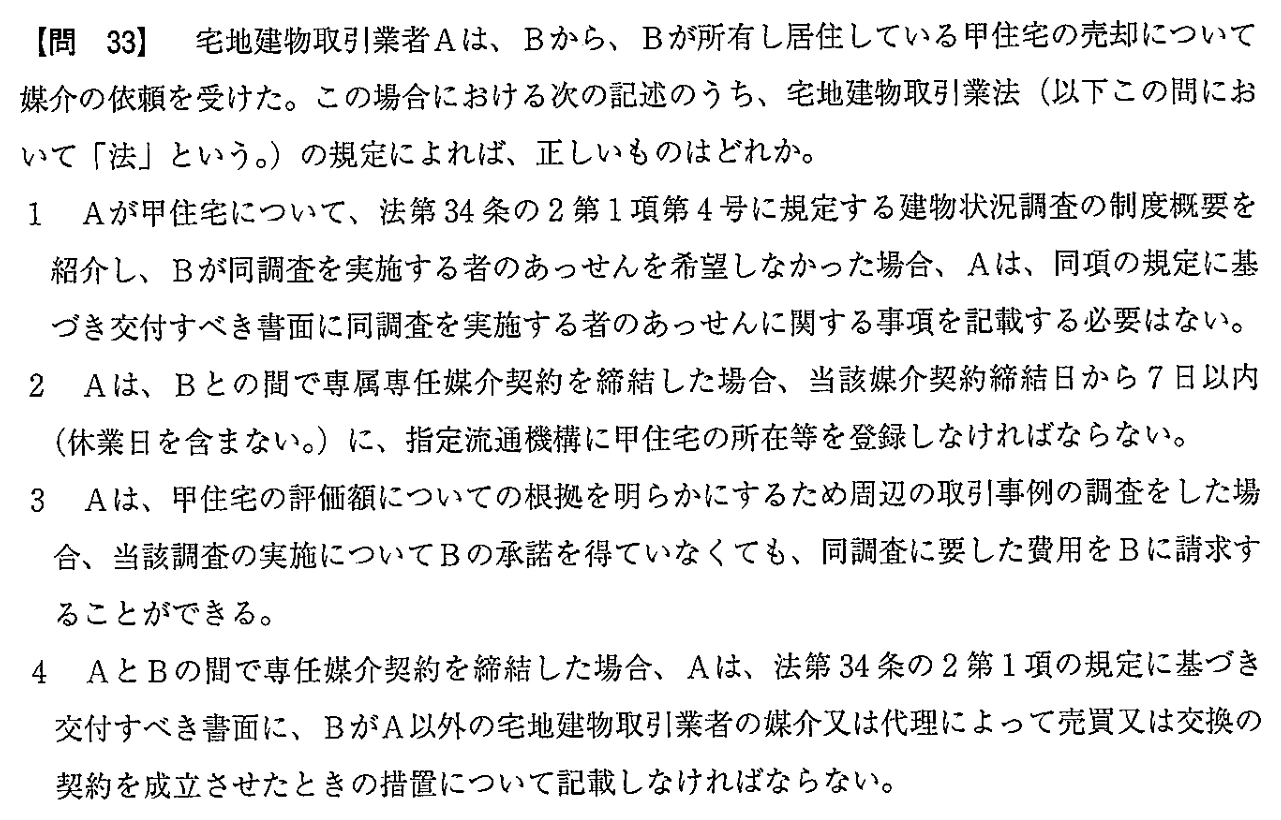 【問 33】 宅地建物取引業者Aは、Bから、Bが所有し居住している甲住宅の売却について
媒介の依頼を受けた。この場合における次の記述のうち、宅地建物取引業法（以下この問にお
いて「法」という。）の規定によれば、正しいものはどれか。
1 Aが甲住宅について、法第34条の2第1項第4号に規定する建物状況調査の制度概要を
紹介し、Bが同調査を実施する者のあっせんを希望しなかった場合、Aは、同項の規定に基
づき交付すべき書面に同調査を実施する者のあっせんに関する事項を記載する必要はない。
2 Aは、Bとの間で専属専任媒介契約を締結した場合、当該媒介契約締結日から7日以内
（休業日を含まない。）に、指定流通機構に甲住宅の所在等を登録しなければならない。
3 Aは、甲住宅の評価額についての根拠を明らかにするため周辺の取引事例の調査をした場
合、当該調査の実施についてBの承諾を得ていなくても、同調査に要した費用をBに請求す
ることができる。
4 AとBの間で専任媒介契約を締結した場合、Aは、法第34条の2第1項の規定に基づき
交付すべき書面に、BがA以外の宅地建物取引業者の媒介又は代理によって売買又は交換の
契約を成立させたときの措置について記載しなければならない。